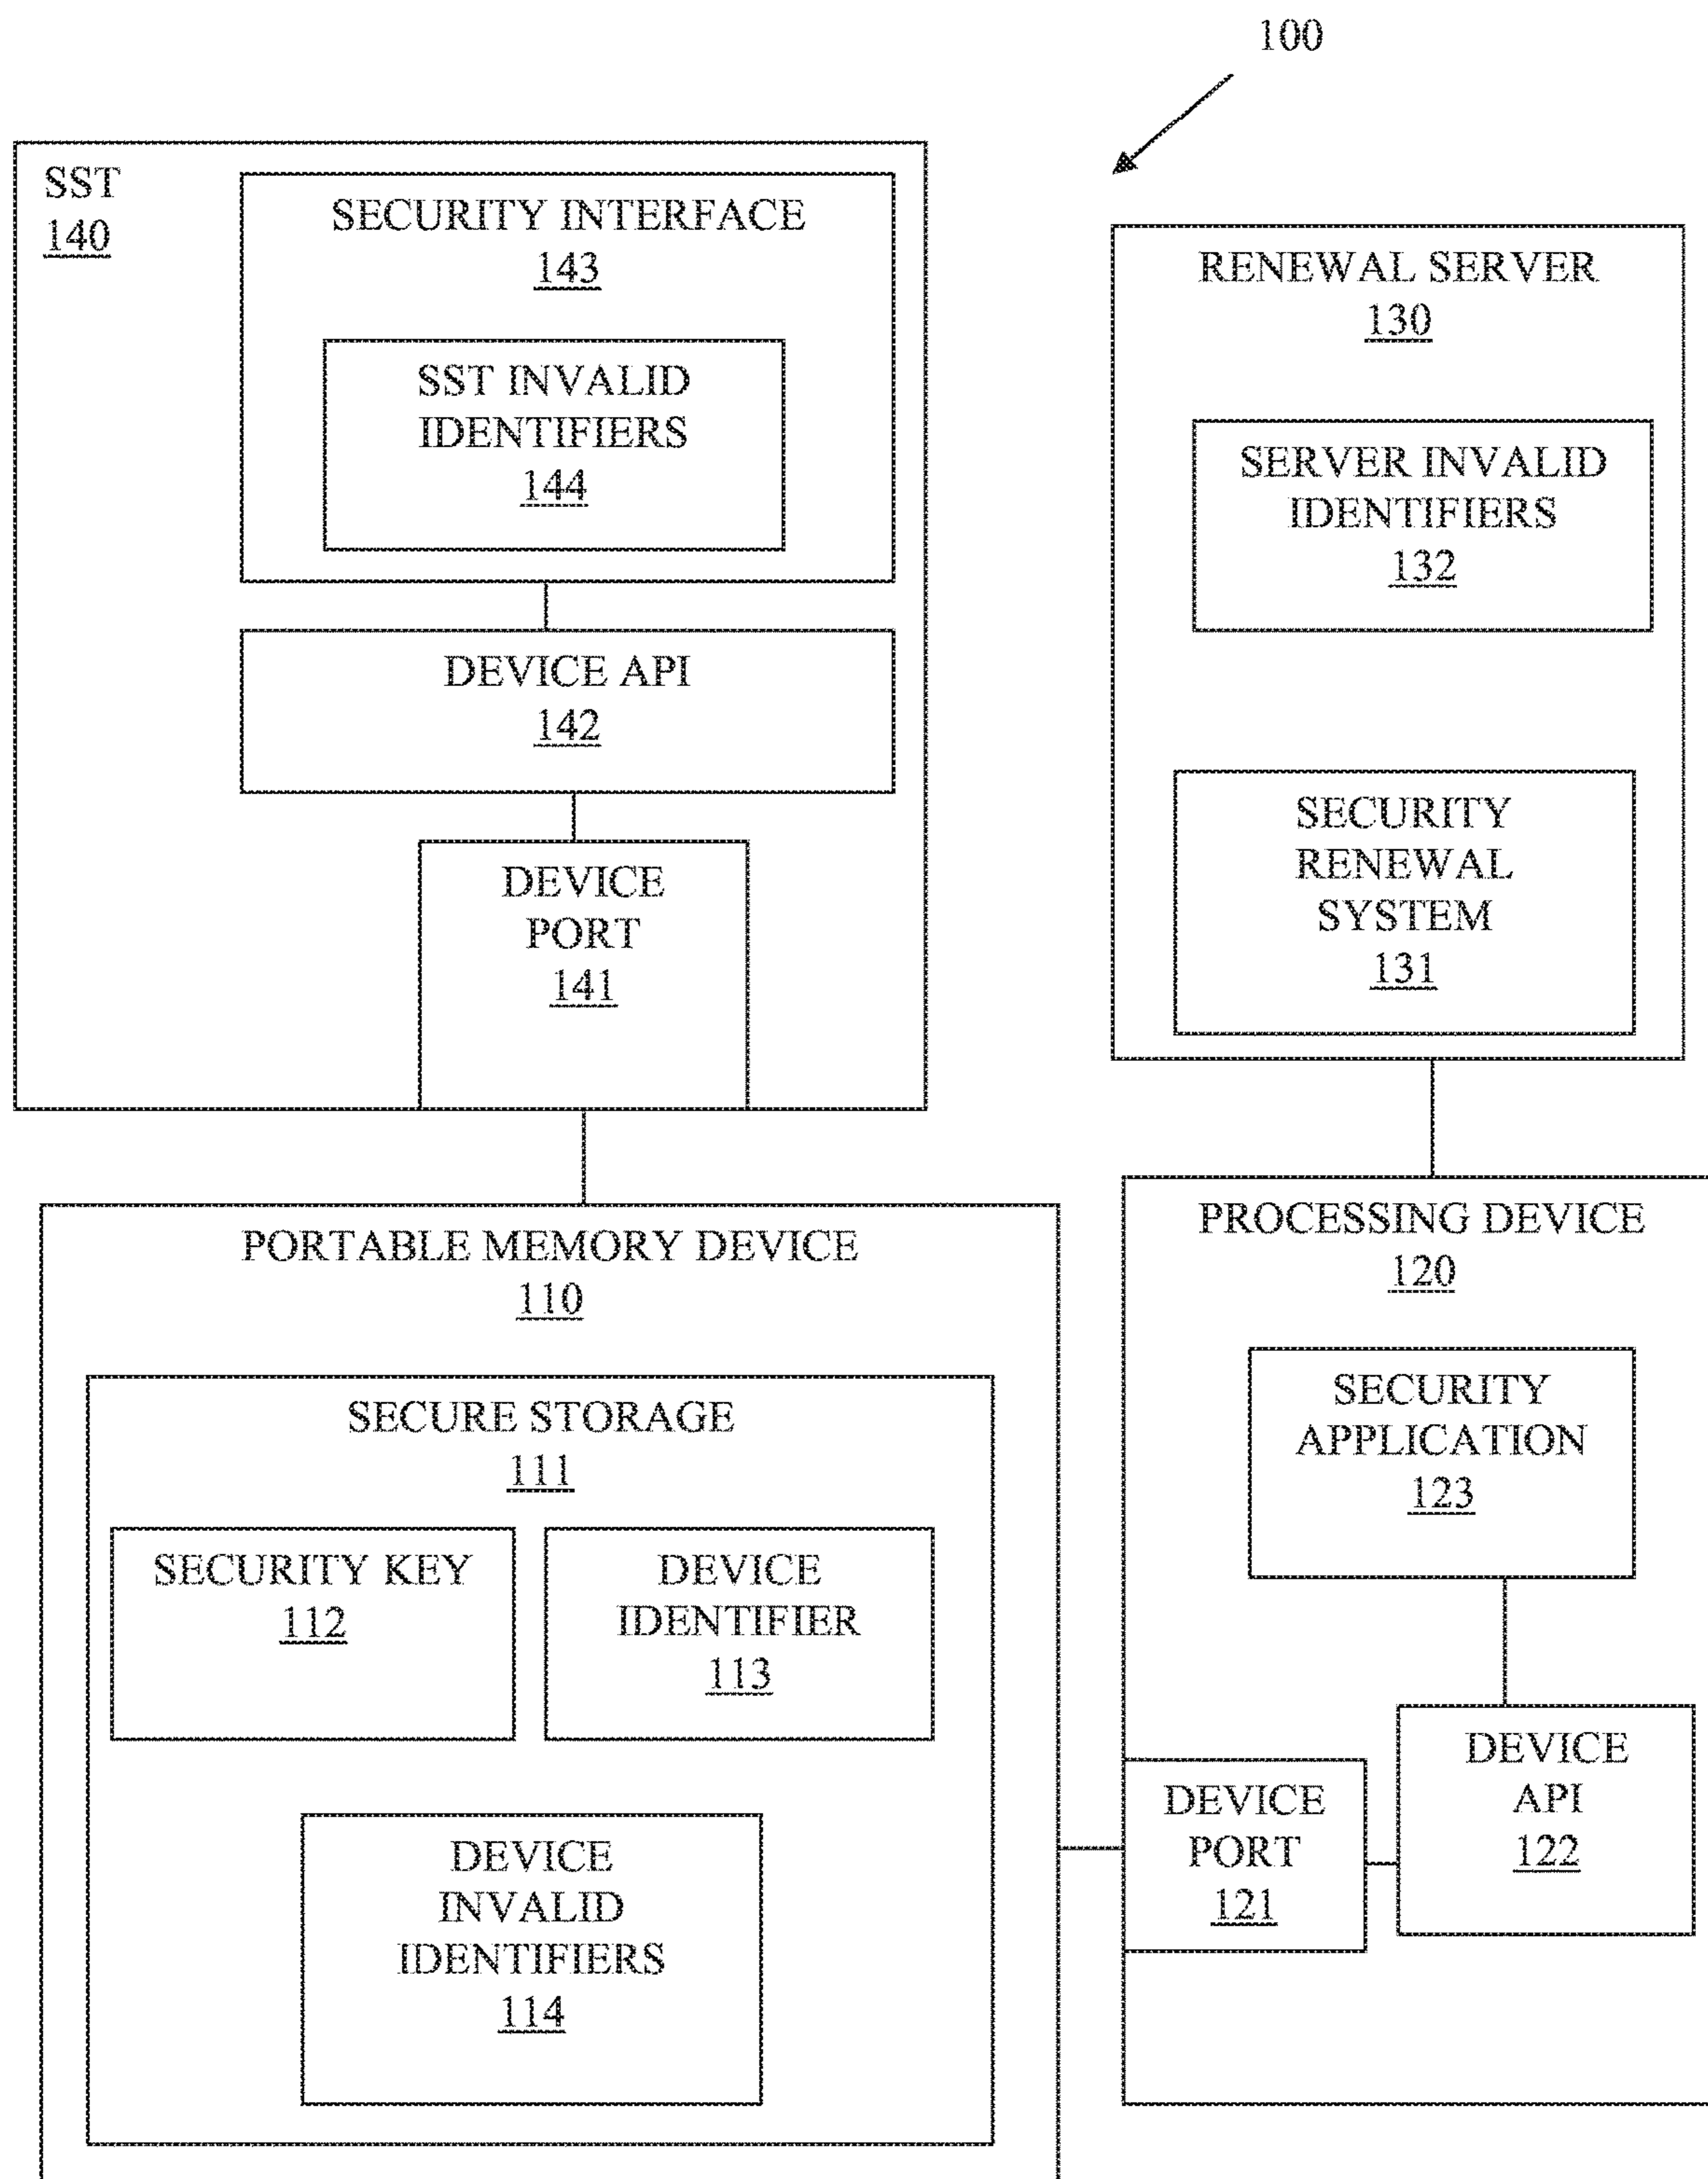 100
SST
140
SECURITY INTERFACE
143
SST INVALID
IDENTIFIERS
144
DEVICE API
142
DEVICE
PORT
141
RENEWAL SERVER
130
SERVER INVALID
IDENTIFIERS
132
SECURITY
RENEWAL
SYSTEM
131
PORTABLE MEMORY DEVICE
110
SECURE STORAGE
111
SECURITY KEY
112
DEVICE
IDENTIFIER
113
DEVICE
INVALID
IDENTIFIERS
114
PROCESSING DEVICE
120
SECURITY
APPLICATION
123
DEVICE
API
122
DEVICE
PORT
121